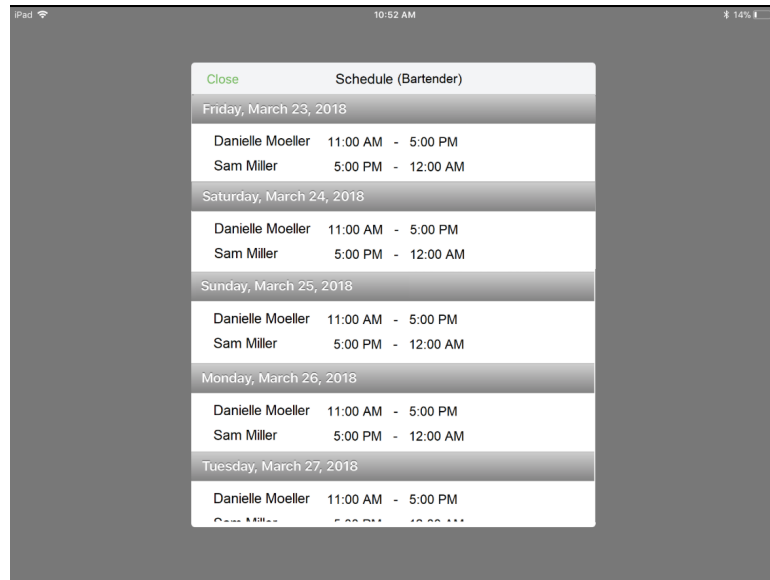 iPad 10:52 AM 14%
Close Schedule (Bartender)
Friday, March 23, 2018
Danielle Moeller 11:00 AM - 5:00 PM
Sam Miller 5:00 PM - 12:00 AM
Saturday, March 24, 2018
Danielle Moeller 11:00 AM - 5:00 PM
Sam Miller 5:00 PM - 12:00 AM
Sunday, March 25, 2018
Danielle Moeller 11:00 AM - 5:00 PM
Sam Miller 5:00 PM - 12:00 AM
Monday, March 26, 2018
Danielle Moeller 11:00 AM - 5:00 PM
Sam Miller 5:00 PM - 12:00 AM
Tuesday, March 27, 2018
Danielle Moeller 11:00 AM - 5:00 PM